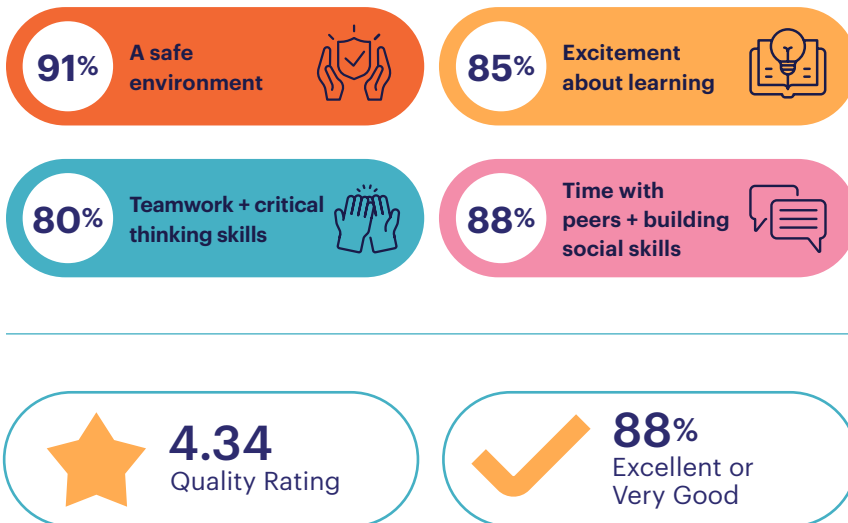 91%
A safe
environment
85%
Excitement
about learning
80%
Teamwork + critical
thinking skills
88%
Time with
peers + building
social skills
4.34
Quality Rating
88%
Excellent or
Very Good